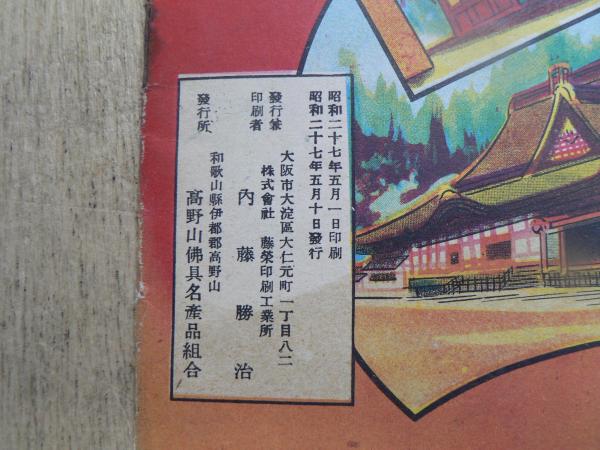 昭和二十七年五月一日印刷
昭和二十七年五月十日發行
大阪市大淀區大仁元町一丁目八二
發行兼印刷者
株式會社 藤榮印刷工業所
內藤勝治
發行所
和歌山縣伊都郡高野山
高野山佛具名產品組合